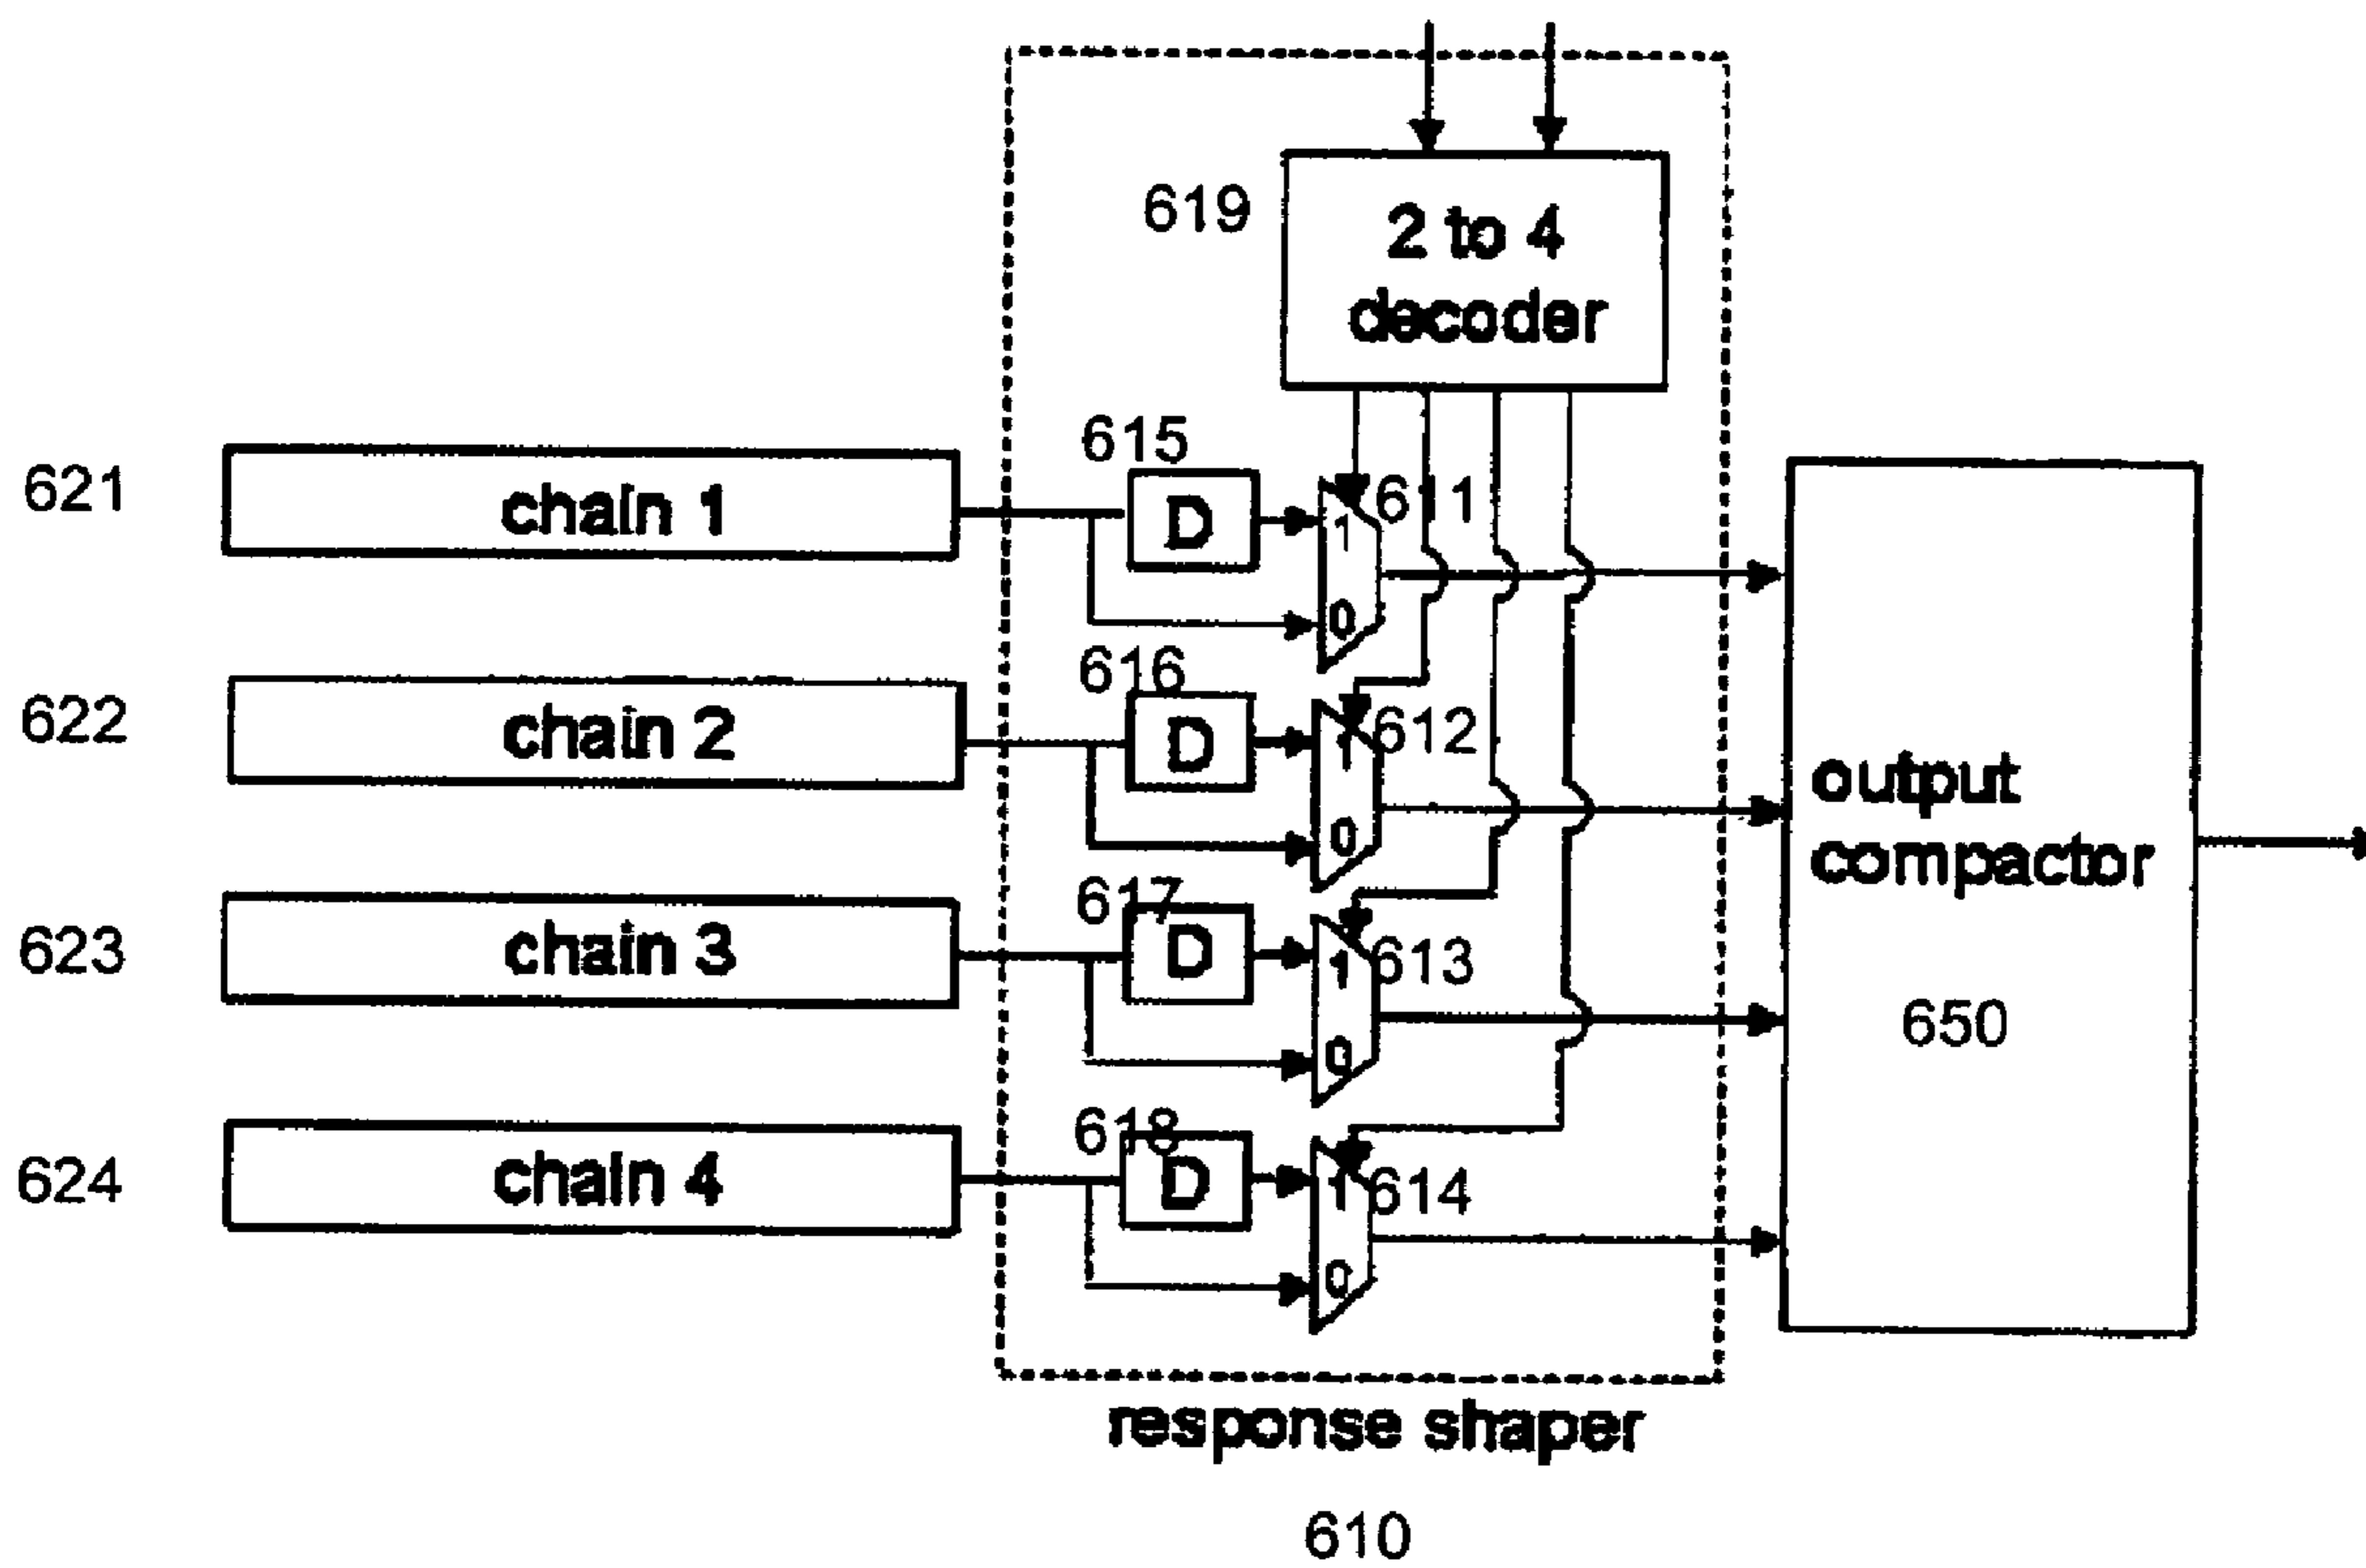 619
2 to 4
decoder
615
621
chain 1
D
611
1
0
616
622
chain 2
D
612
1
0
output
compactor
617
623
chain 3
D
613
1
0
650
618
624
chain 4
D
614
1
0
response shaper
610